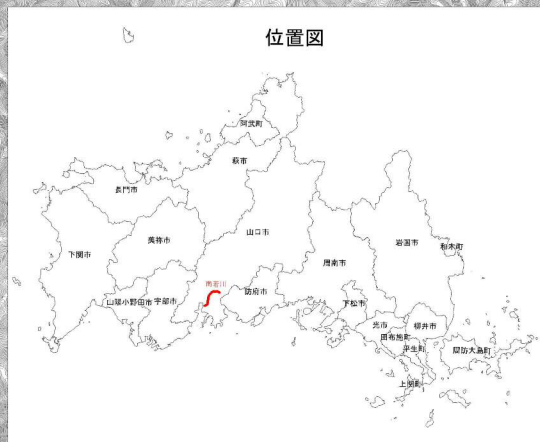 位置図
阿武町
萩市
長門市
山口市
美祢市
岩国市
和木町
下関市
周南市
南若川
防府市
山陽小野田市
宇部市
下松市
光市
柳井市
田布施町
平生町
周防大島町
上関町